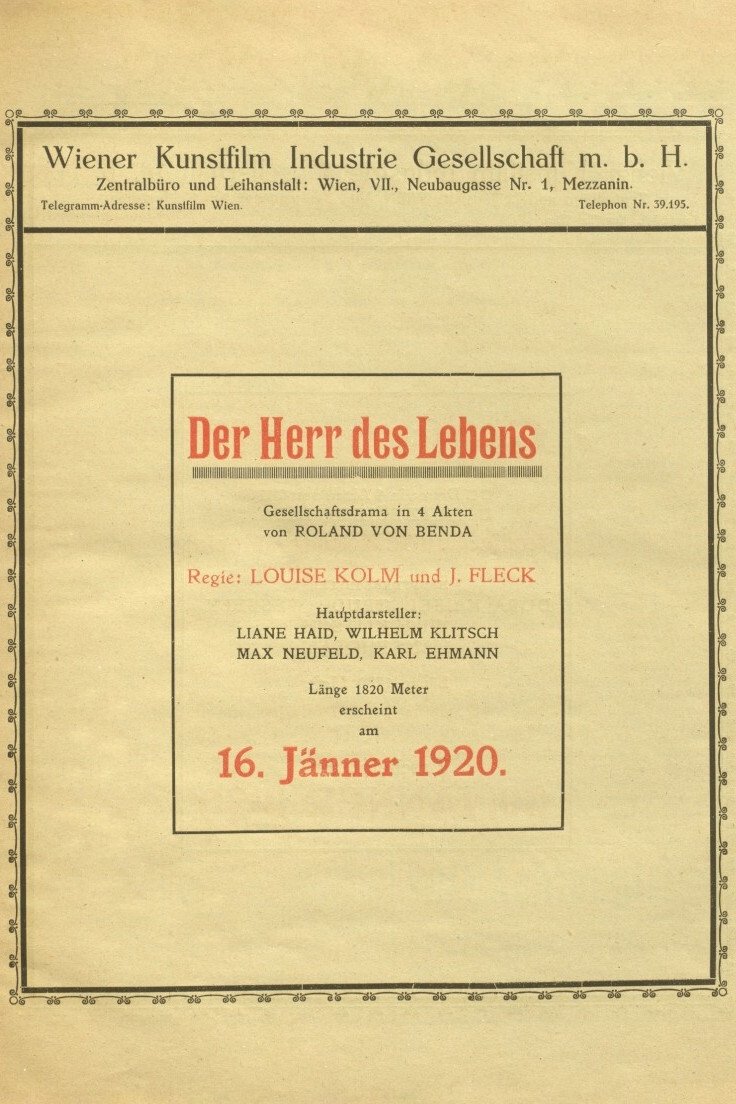 Wiener Kunstfilm Industrie Gesellschaft m. b. H.
Zentralbüro und Leihanstalt: Wien, VII., Neubaugasse Nr. 1, Mezzanin.
Telegramm-Adresse: Kunstfilm Wien. Telephon Nr. 39.195.
Der Herr des Lebens
Gesellschaftsdrama in 4 Akten
von ROLAND VON BENDA
Regie: LOUISE KOLM und J. FLECK
Hauptdarsteller:
LIANE HAID, WILHELM KLITSCH
MAX NEUFELD, KARL EHMANN
Länge 1820 Meter
erscheint
am
16. Jänner 1920.